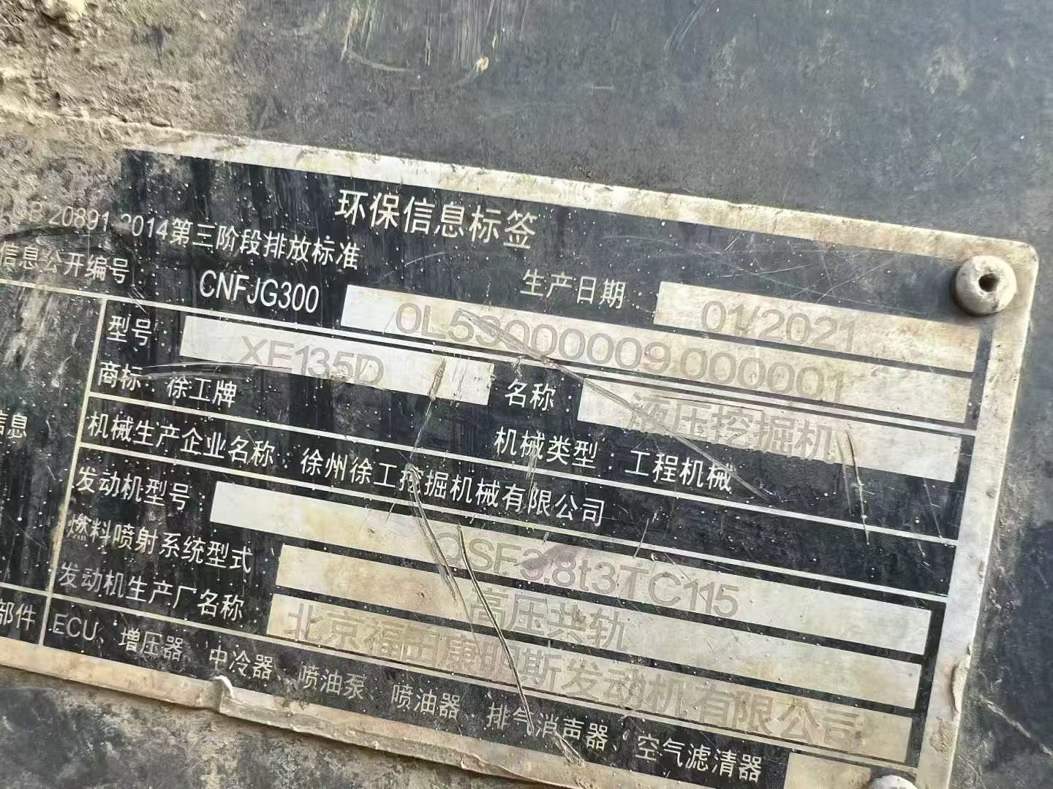 环保信息标签
GB 20891-2014第三阶段排放标准
生产日期 01/2021
信息公开编号 CNFJG300 0L53000009 000001
型号: XE135D 名称: 液压挖掘机
商标: 徐工牌 机械类型: 工程机械
信息
机械生产企业名称: 徐州徐工挖掘机械有限公司
发动机型号: QSF3.8t3TC115
燃料喷射系统型式 高压共轨
发动机生产厂名称 北京福田康明斯发动机有限公司
部件 ECU、增压器、中冷器、喷油泵、喷油器、排气消声器、空气滤清器